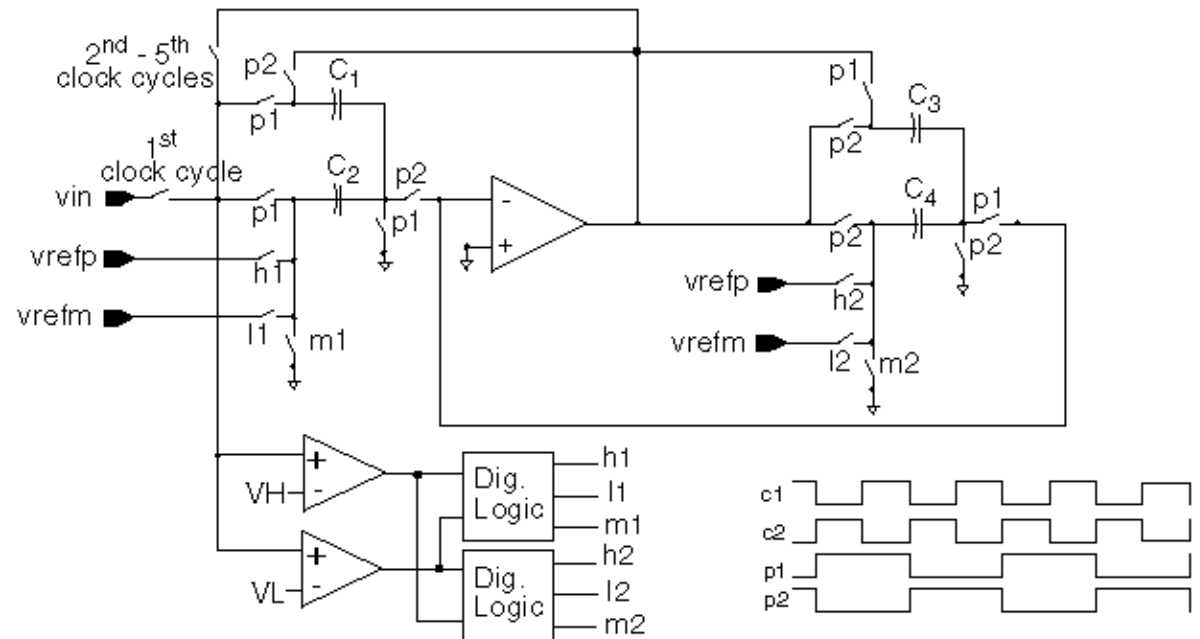 2nd - 5th
clock cycles
p2
C1
p1
1st
clock cycle
C2
p2
vin
p1
p1
vrefp
h1
vrefm
l1
m1
-
+
p1
C3
p2
C4
p1
p2
p2
vrefp
h2
vrefm
l2
m2
+
VH
-
Dig.
Logic
h1
l1
m1
+
VL
-
Dig.
Logic
h2
l2
m2
c1
c2
p1
p2